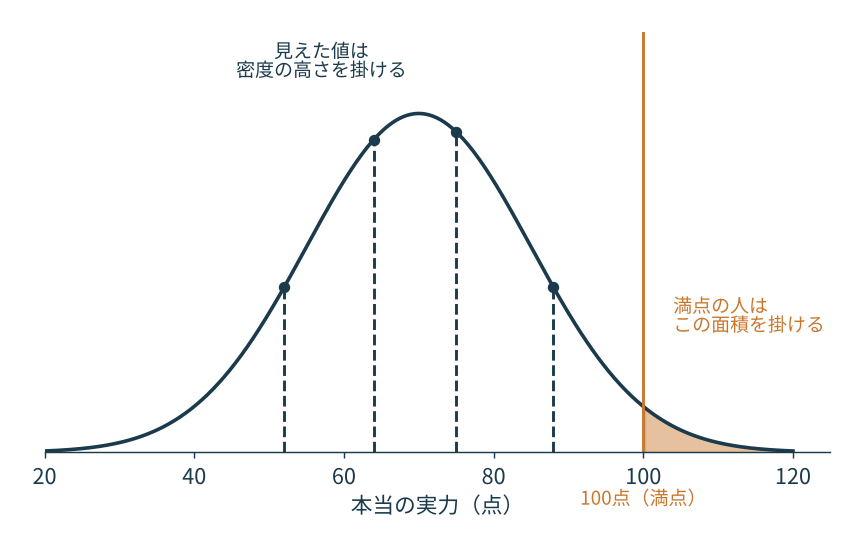 見えた値は
密度の高さを掛ける
満点の人は
この面積を掛ける
20 40 60 80 100 120
100点（満点）
本当の実力（点）